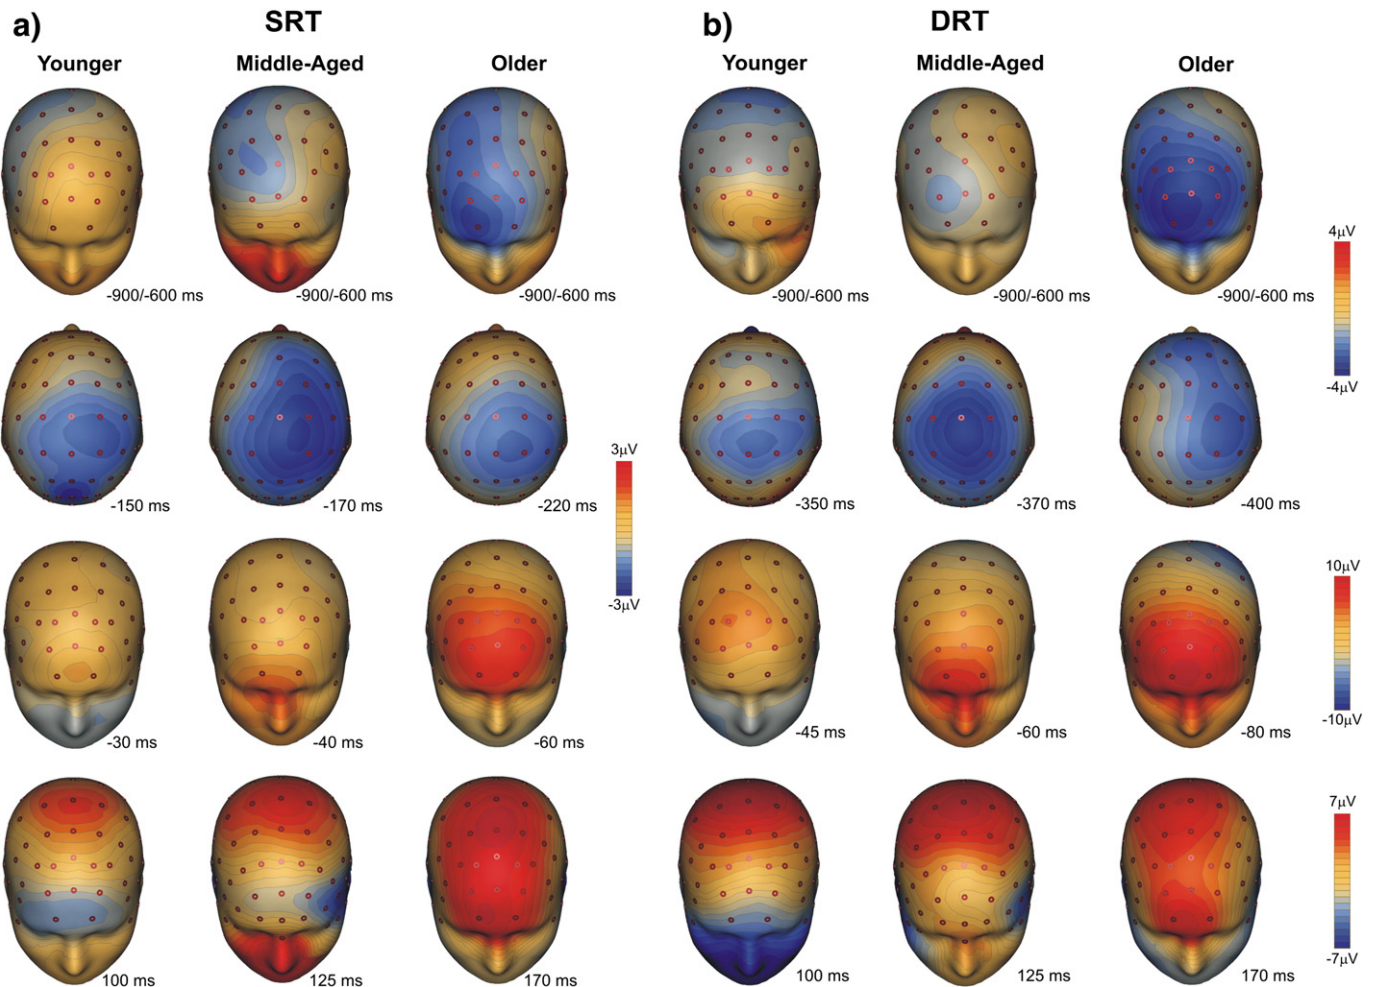 a) SRT
b) DRT
Younger Middle-Aged Older
Younger Middle-Aged Older
-900/-600 ms -900/-600 ms -900/-600 ms
-900/-600 ms -900/-600 ms -900/-600 ms
4µV
-4µV
-150 ms -170 ms -220 ms
-350 ms -370 ms -400 ms
3µV
-3µV
-30 ms -40 ms -60 ms
-45 ms -60 ms -80 ms
10µV
-10µV
100 ms 125 ms 170 ms
100 ms 125 ms 170 ms
7µV
-7µV